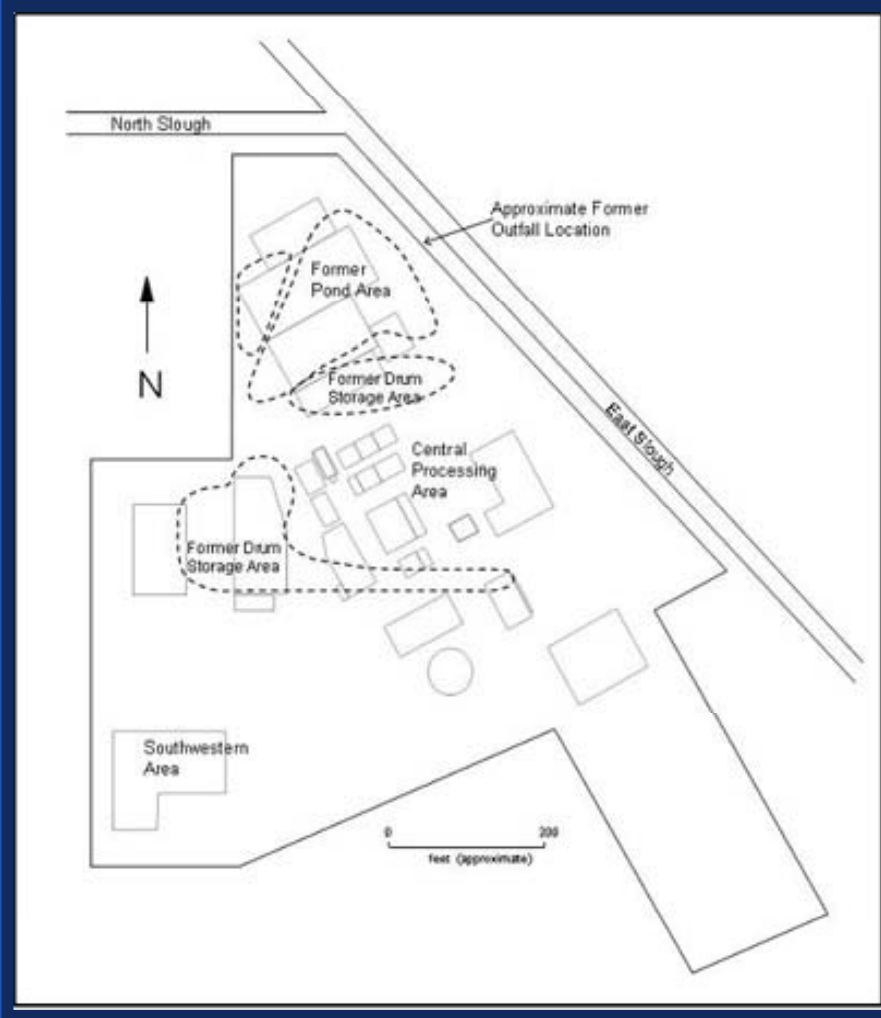 North Slough
Approximate Former
Outfall Location
Former
Pond Area
N
Former Drum
Storage Area
East Slough
Central
Processing
Area
Former Drum
Storage Area
Southwestern
Area
0 200
feet (approximate)